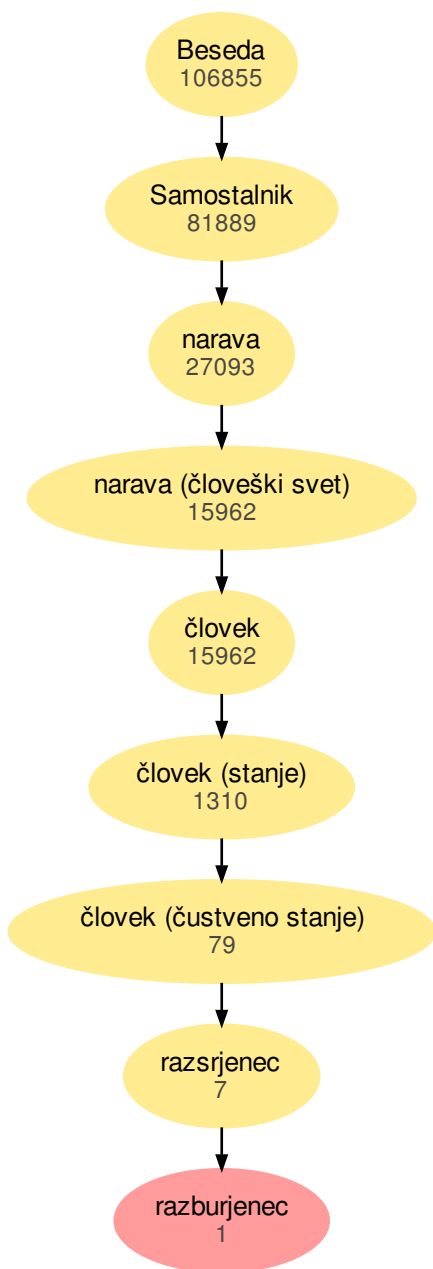 Beseda
106855
Samostalnik
81889
narava
27093
narava (človeški svet)
15962
človek
15962
človek (stanje)
1310
človek (čustveno stanje)
79
razsrjenec
7
razburjenec
1